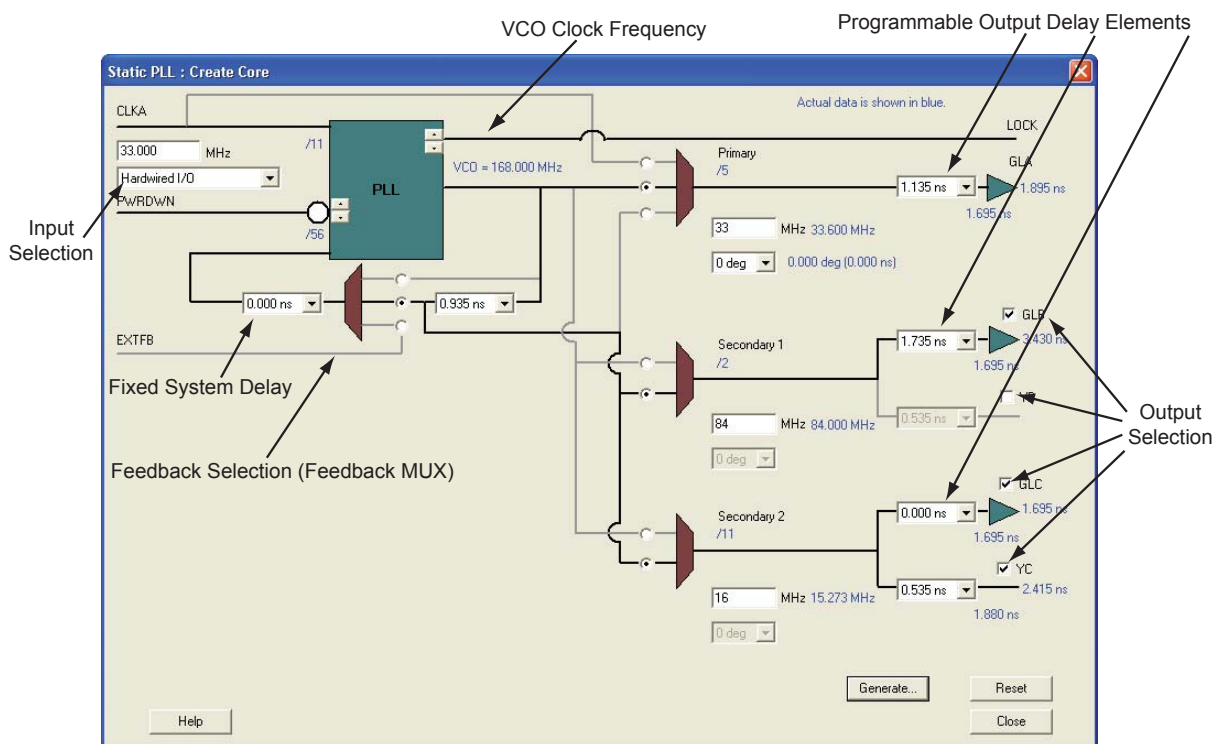 VCO Clock Frequency
Programmable Output Delay Elements
Static PLL : Create Core
Actual data is shown in blue.
CLKA
LOCK
33.000 MHz
/11
Hardwired I/O
VCO = 168.000 MHz
Primary
/5
GLA
PLL
1.135 ns
1.895 ns
1.695 ns
PWRDWN
/56
Input
Selection
33 MHz 33.600 MHz
0 deg 0.000 deg (0.000 ns)
0.000 ns
0.935 ns
EXTFB
Fixed System Delay
Feedback Selection (Feedback MUX)
Secondary 1
/2
GLB
1.735 ns
3.430 ns
1.695 ns
YB
0.535 ns
84 MHz 84.000 MHz
0 deg
Output
Selection
Secondary 2
/11
GLC
0.000 ns
1.695 ns
1.695 ns
YC
0.535 ns
2.415 ns
1.880 ns
16 MHz 15.273 MHz
0 deg
Generate...
Reset
Help
Close